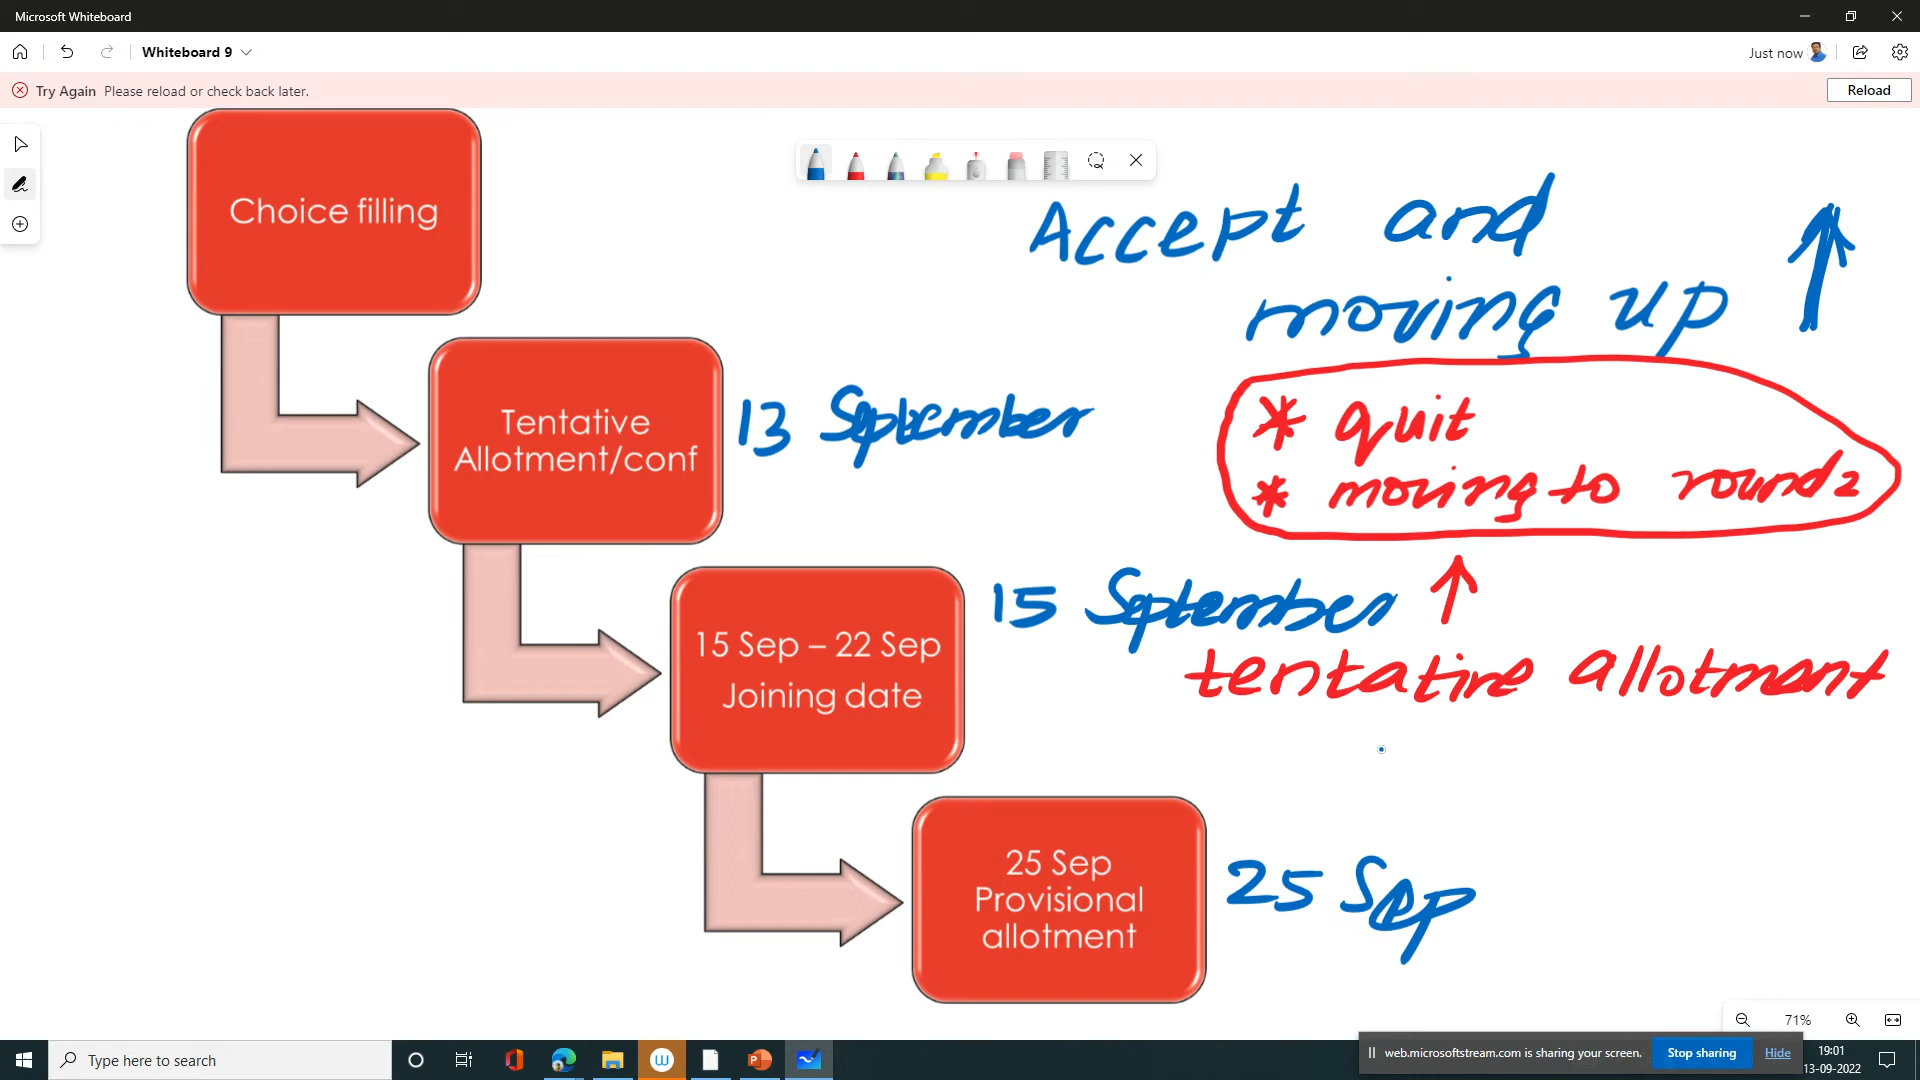 Microsoft Whiteboard
Whiteboard 9
Just now
Try Again Please reload or check back later.
Reload
Choice filling
Accept and
moving up
Tentative
Allotment/conf
13 September
* quit
* moving to round 2
15 Sep – 22 Sep
Joining date
15 September
tentative allotment
25 Sep
Provisional
allotment
25 Sep
71%
Type here to search
web.microsoftstream.com is sharing your screen.
Stop sharing
Hide
19:01
13-09-2022